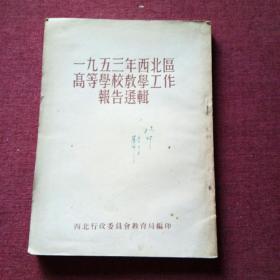 一九五三年西北區
高等學校教學工作
報告選輯
西北行政委員會教育局編印